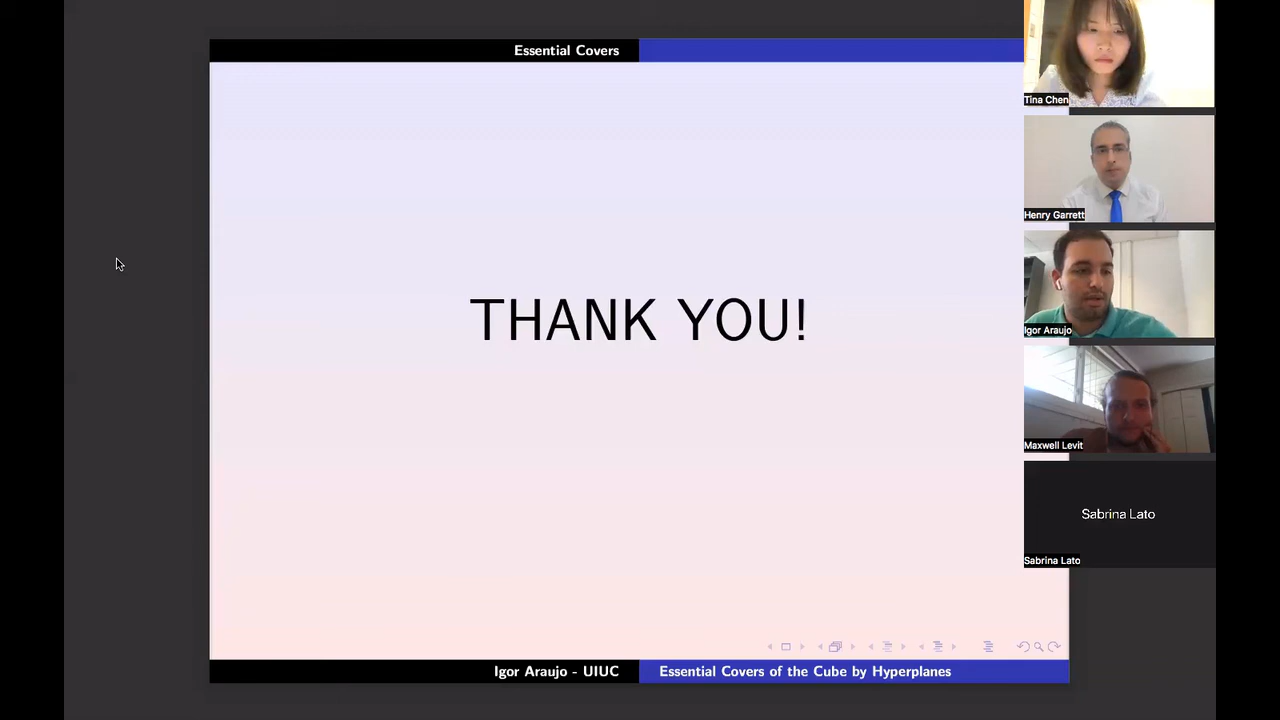 Essential Covers
THANK YOU!
Igor Araujo - UIUC
Essential Covers of the Cube by Hyperplanes
Tina Chen
Henry Garrett
Igor Araujo
Maxwell Levit
Sabrina Lato
Sabrina Lato